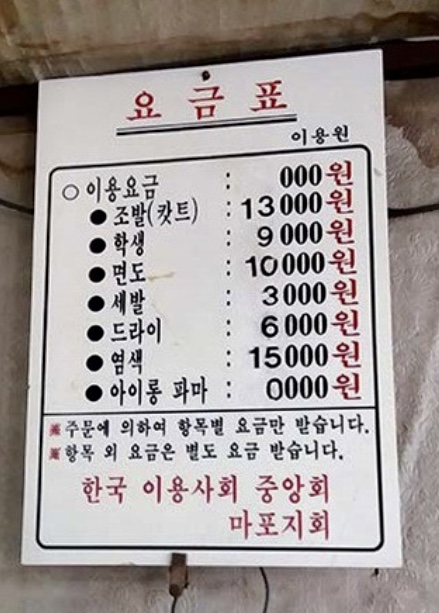 요금표
이용원
○ 이용요금 : 000원
● 조발(캇트) : 13000원
● 학생 : 9000원
● 면도 : 10000원
● 세발 : 3000원
● 드라이 : 6000원
● 염색 : 15000원
● 아이롱 파마 : 0000원
※ 주문에 의하여 항목별 요금만 받습니다.
※ 항목 외 요금은 별도 요금 받습니다.
한국 이용사회 중앙회
마포지회